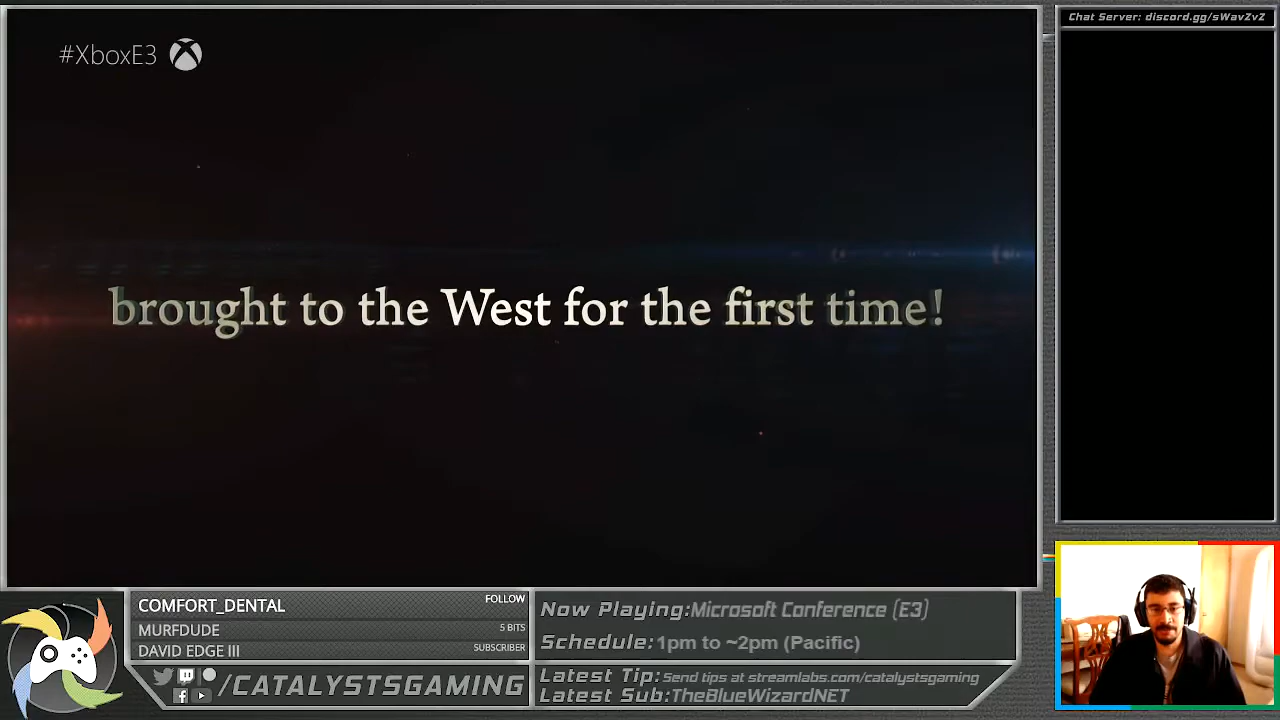 Chat Server: discord.gg/sWavZvZ
#XboxE3
brought to the West for the first time!
COMFORT_DENTAL FOLLOW
MURFDUDE 5 BITS
DAVID EDGE III SUBSCRIBER
/CATALYSTSGAMING
Now Playing:Microsoft Conference (E3)
Schedule:1pm to ~2pm (Pacific)
Latest Tip:Send tips at streamlabs.com/catalystsgaming
Latest Sub:TheBlueWizardNET